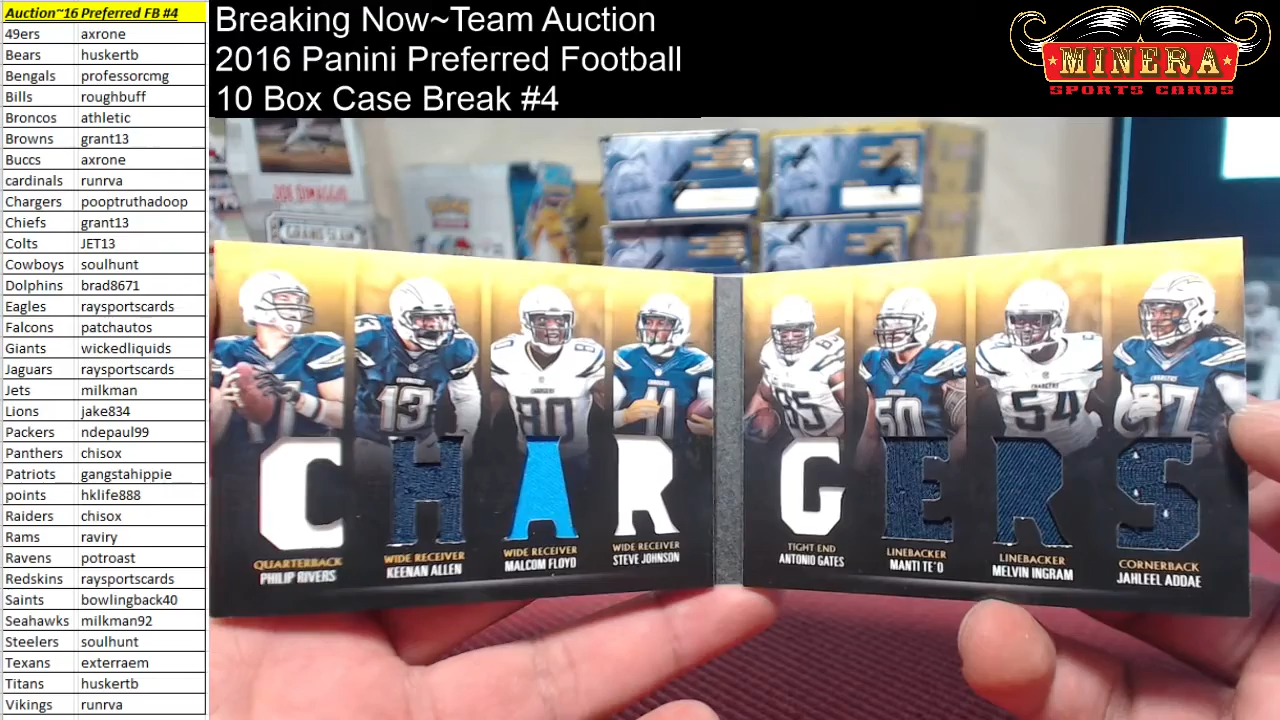 Auction~16 Preferred FB #4
49ers axrone
Bears huskertb
Bengals professorcmg
Bills roughbuff
Broncos athletic
Browns grant13
Buccs axrone
cardinals runrva
Chargers pooptruthadoop
Chiefs grant13
Colts JET13
Cowboys soulhunt
Dolphins brad8671
Eagles raysportscards
Falcons patchautos
Giants wickedliquids
Jaguars raysportscards
Jets milkman
Lions jake834
Packers ndepaul99
Panthers chisox
Patriots gangstahippie
points hklife888
Raiders chisox
Rams raviry
Ravens potroast
Redskins raysportscards
Saints bowlingback40
Seahawks milkman92
Steelers soulhunt
Texans exterraem
Titans huskertb
Vikings runrva
Breaking Now~Team Auction
2016 Panini Preferred Football
10 Box Case Break #4
MINERA
SPORTS CARDS
JOE DIMAGGIO
GRAND SLAM
13 80 11 85 50 54 37
CHARGERS
QUARTERBACK
PHILIP RIVERS
WIDE RECEIVER
KEENAN ALLEN
WIDE RECEIVER
MALCOM FLOYD
WIDE RECEIVER
STEVE JOHNSON
TIGHT END
ANTONIO GATES
LINEBACKER
MANTI TE'O
LINEBACKER
MELVIN INGRAM
CORNERBACK
JAHLEEL ADDAE